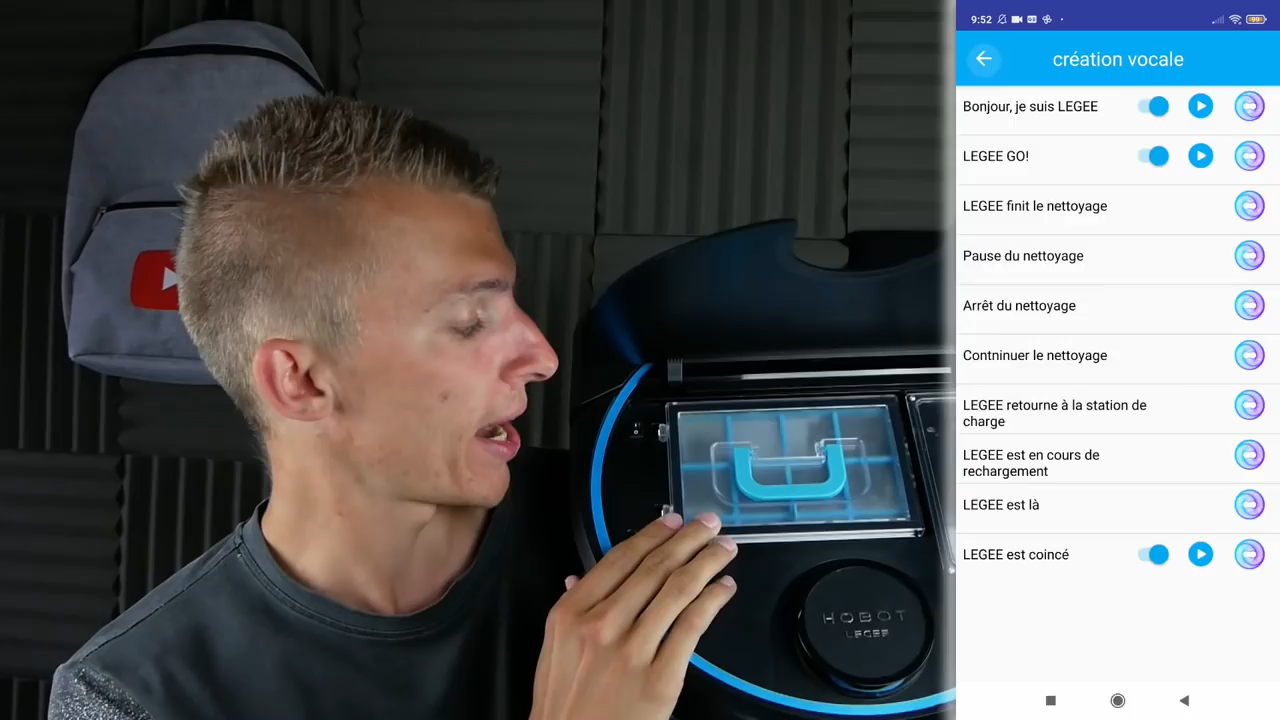 9:52
99
création vocale
Bonjour, je suis LEGEE
LEGEE GO!
LEGEE finit le nettoyage
Pause du nettoyage
Arrêt du nettoyage
Contninuer le nettoyage
LEGEE retourne à la station de
charge
LEGEE est en cours de
rechargement
LEGEE est là
LEGEE est coincé
HOBOT
LEGEE